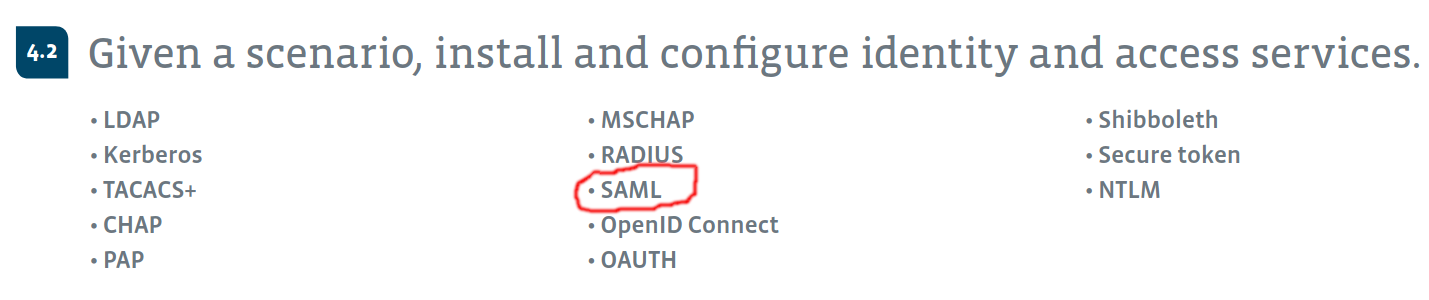 4.2 Given a scenario, install and configure identity and access services.
• LDAP
• Kerberos
• TACACS+
• CHAP
• PAP
• MSCHAP
• RADIUS
• SAML
• OpenID Connect
• OAUTH
• Shibboleth
• Secure token
• NTLM